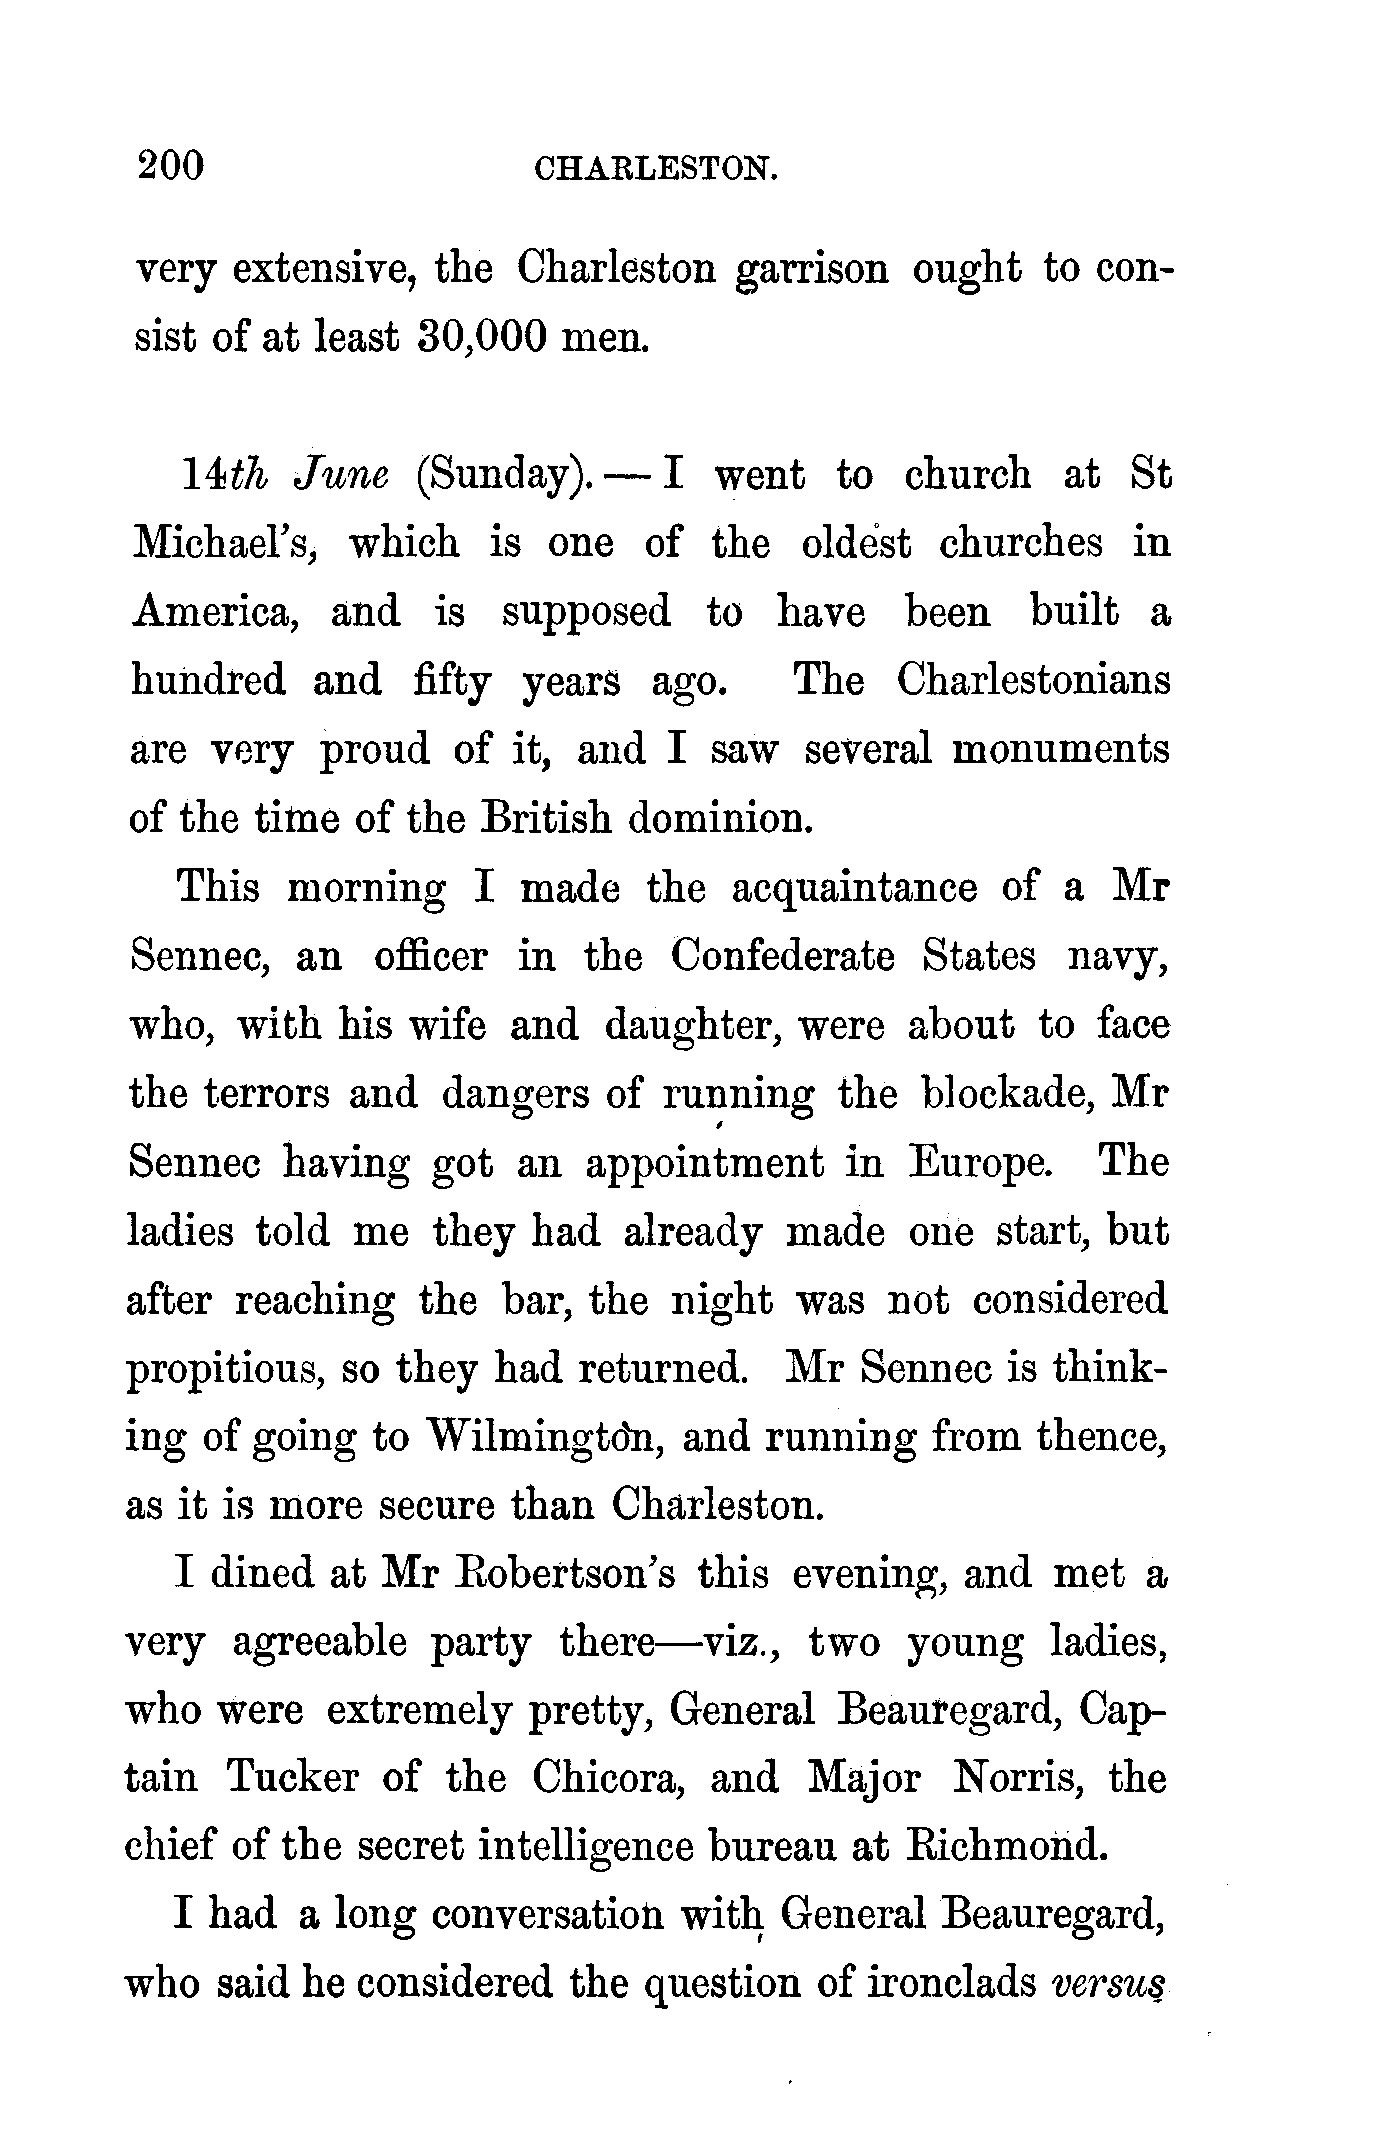 200 CHARLESTON.
very extensive, the Charleston garrison ought to con-
sist of at least 30,000 men.
14th June (Sunday). — I went to church at St
Michael's, which is one of the oldest churches in
America, and is supposed to have been built a
hundred and fifty years ago. The Charlestonians
are very proud of it, and I saw several monuments
of the time of the British dominion.
This morning I made the acquaintance of a Mr
Sennec, an officer in the Confederate States navy,
who, with his wife and daughter, were about to face
the terrors and dangers of running the blockade, Mr
Sennec having got an appointment in Europe. The
ladies told me they had already made one start, but
after reaching the bar, the night was not considered
propitious, so they had returned. Mr Sennec is think-
ing of going to Wilmington, and running from thence,
as it is more secure than Charleston.
I dined at Mr Robertson's this evening, and met a
very agreeable party there—viz., two young ladies,
who were extremely pretty, General Beauregard, Cap-
tain Tucker of the Chicora, and Major Norris, the
chief of the secret intelligence bureau at Richmond.
I had a long conversation with General Beauregard,
who said he considered the question of ironclads versus